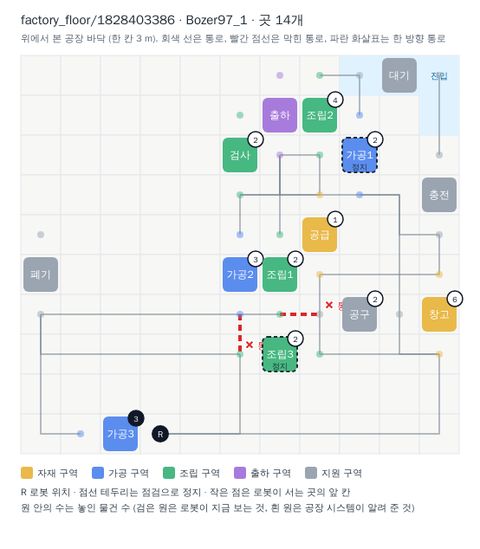 factory_floor/1828403386 · Bozer97_1 · 곳 14개
위에서 본 공장 바닥 (한 칸 3 m). 회색 선은 통로, 빨간 점선은 막힌 통로, 파란 화살표는 한 방향 통로
대기
4
출하 조립2
2
검사
2
가공1
정지
충전
1
공급
3 2
폐기 가공2 조립1
2 6
공구 창고
✖
✖
2
조립3
정지
3
가공3 R
자재 구역 가공 구역 조립 구역 출하 구역 지원 구역
R 로봇 위치 · 점선 테두리는 점검으로 정지 · 작은 점은 로봇이 서는 곳의 앞 칸
원 안의 수는 놓인 물건 수 (검은 원은 로봇이 지금 보는 것, 흰 원은 공장 시스템이 알려 준 것)